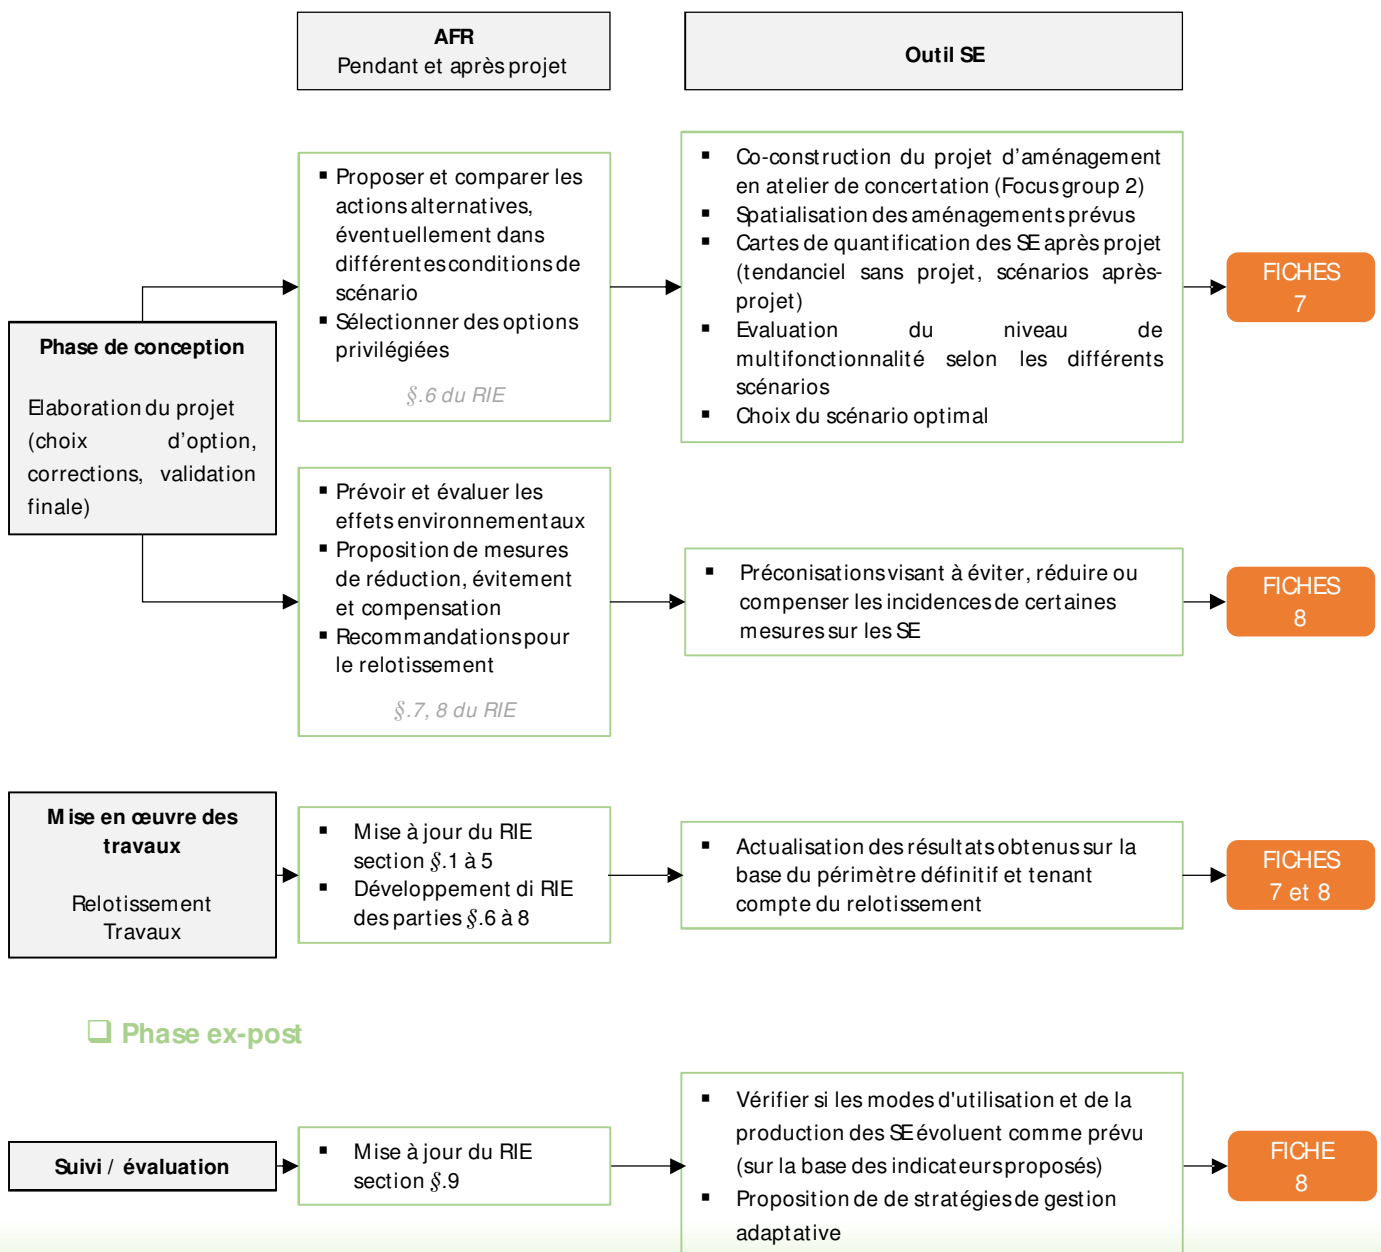 AFR
Pendant et après projet
Outil SE
Phase de conception
Elaboration du projet
(choix d’option,
corrections, validation
finale)
▪ Proposer et comparer les
actions alternatives,
éventuellement dans
différentes conditions de
scénario
▪ Sélectionner des options
privilégiées
§.6 du RIE
▪ Co-construction du projet d’aménagement
en atelier de concertation (Focus group 2)
▪ Spatialisation des aménagements prévus
▪ Cartes de quantification des SE après projet
(tendanciel sans projet, scénarios après-
projet)
▪ Evaluation du niveau de
multifonctionnalité selon les différents
scénarios
▪ Choix du scénario optimal
FICHES
7
▪ Prévoir et évaluer les
effets environnementaux
▪ Proposition de mesures
de réduction, évitement
et compensation
▪ Recommandations pour
le relotissement
§.7, 8 du RIE
▪ Préconisations visant à éviter, réduire ou
compenser les incidences de certaines
mesures sur les SE
FICHES
8
Mise en œuvre des
travaux
Relotissement
Travaux
▪ Mise à jour du RIE
section §.1 à 5
▪ Développement di RIE
des parties §.6 à 8
▪ Actualisation des résultats obtenus sur la
base du périmètre définitif et tenant
compte du relotissement
FICHES
7 et 8
❑ Phase ex-post
Suivi / évaluation
▪ Mise à jour du RIE
section §.9
▪ Vérifier si les modes d'utilisation et de la
production des SE évoluent comme prévu
(sur la base des indicateurs proposés)
▪ Proposition de de stratégies de gestion
adaptative
FICHE
8